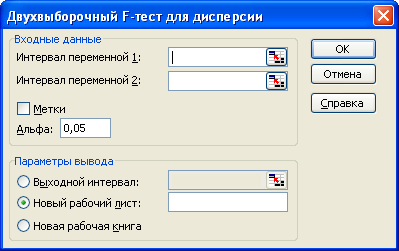 Двухвыборочный F-тест для дисперсии
Входные данные
Интервал переменной 1:
Интервал переменной 2:
Метки
Альфа: 0,05
OK
Отмена
Справка
Параметры вывода
Выходной интервал:
Новый рабочий лист:
Новая рабочая книга